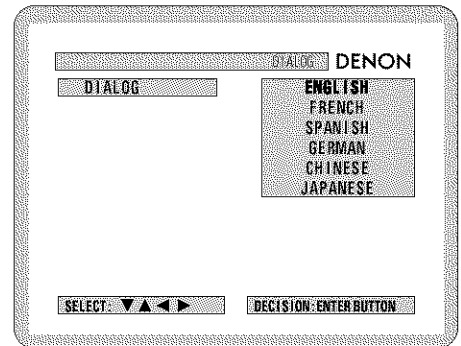 DIALOG DENON
DIALOG
ENGLISH
FRENCH
SPANISH
GERMAN
CHINESE
JAPANESE
SELECT: ▼▲◀▶ DECISION:ENTER BUTTON